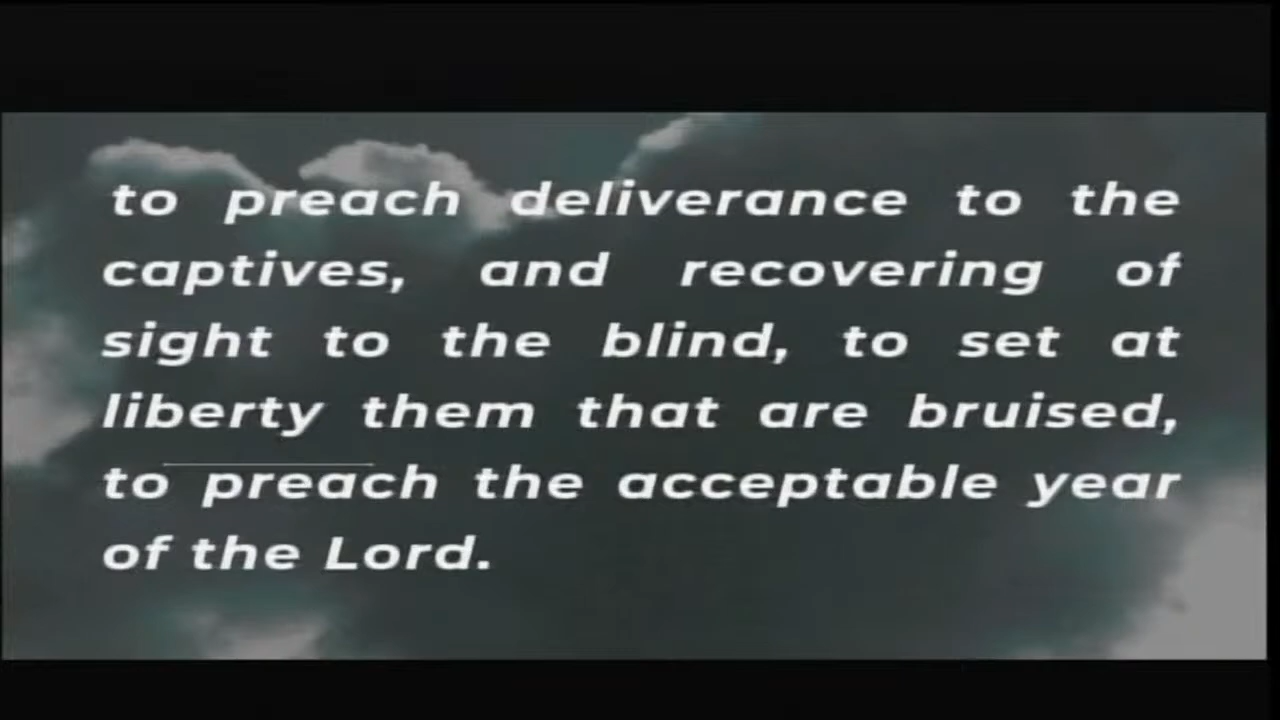 to preach deliverance to the
captives, and recovering of
sight to the blind, to set at
liberty them that are bruised,
to preach the acceptable year
of the Lord.